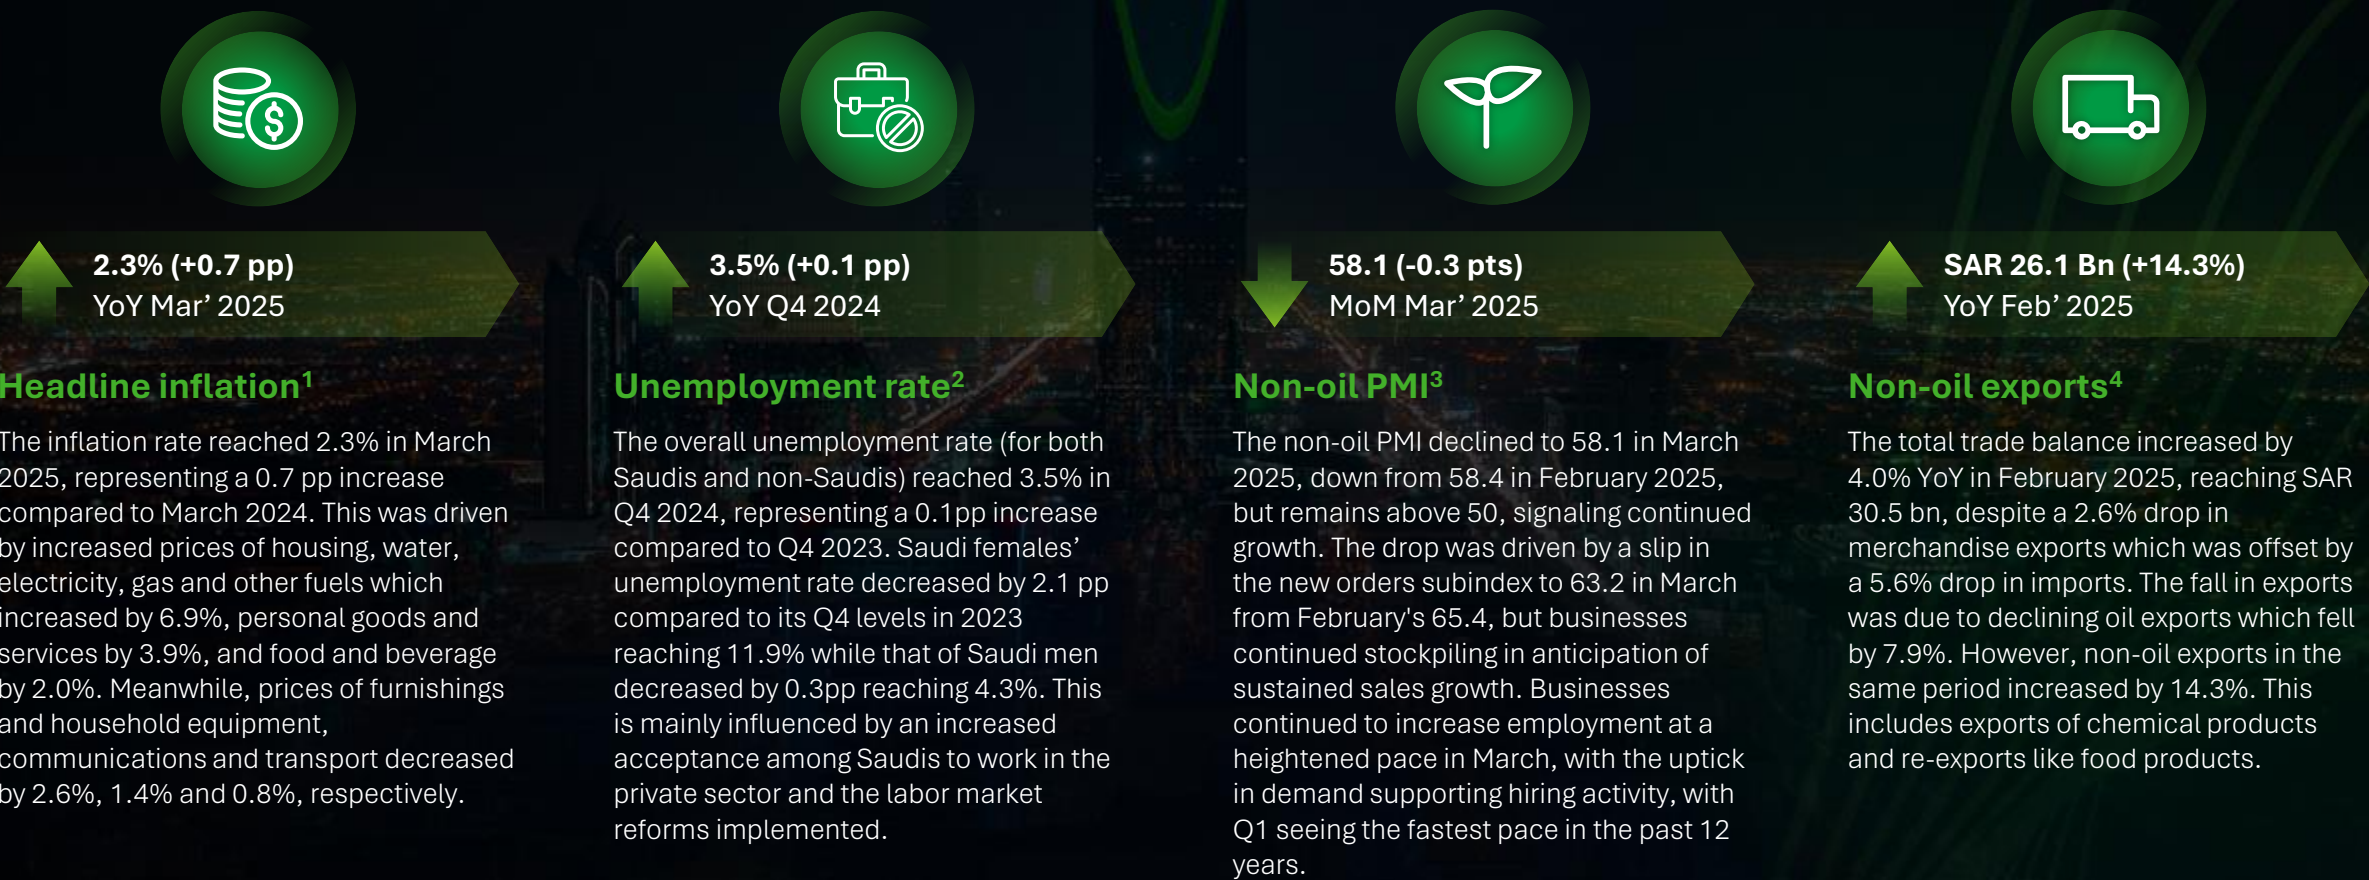 2.3% (+0.7 pp)
YoY Mar’ 2025
Headline inflation¹
The inflation rate reached 2.3% in March
2025, representing a 0.7 pp increase
compared to March 2024. This was driven
by increased prices of housing, water,
electricity, gas and other fuels which
increased by 6.9%, personal goods and
services by 3.9%, and food and beverage
by 2.0%. Meanwhile, prices of furnishings
and household equipment,
communications and transport decreased
by 2.6%, 1.4% and 0.8%, respectively.
3.5% (+0.1 pp)
YoY Q4 2024
Unemployment rate²
The overall unemployment rate (for both
Saudis and non-Saudis) reached 3.5% in
Q4 2024, representing a 0.1pp increase
compared to Q4 2023. Saudi females’
unemployment rate decreased by 2.1 pp
compared to its Q4 levels in 2023
reaching 11.9% while that of Saudi men
decreased by 0.3pp reaching 4.3%. This
is mainly influenced by an increased
acceptance among Saudis to work in the
private sector and the labor market
reforms implemented.
58.1 (-0.3 pts)
MoM Mar’ 2025
Non-oil PMI³
The non-oil PMI declined to 58.1 in March
2025, down from 58.4 in February 2025,
but remains above 50, signaling continued
growth. The drop was driven by a slip in
the new orders subindex to 63.2 in March
from February's 65.4, but businesses
continued stockpiling in anticipation of
sustained sales growth. Businesses
continued to increase employment at a
heightened pace in March, with the uptick
in demand supporting hiring activity, with
Q1 seeing the fastest pace in the past 12
years.
SAR 26.1 Bn (+14.3%)
YoY Feb’ 2025
Non-oil exports⁴
The total trade balance increased by
4.0% YoY in February 2025, reaching SAR
30.5 bn, despite a 2.6% drop in
merchandise exports which was offset by
a 5.6% drop in imports. The fall in exports
was due to declining oil exports which fell
by 7.9%. However, non-oil exports in the
same period increased by 14.3%. This
includes exports of chemical products
and re-exports like food products.